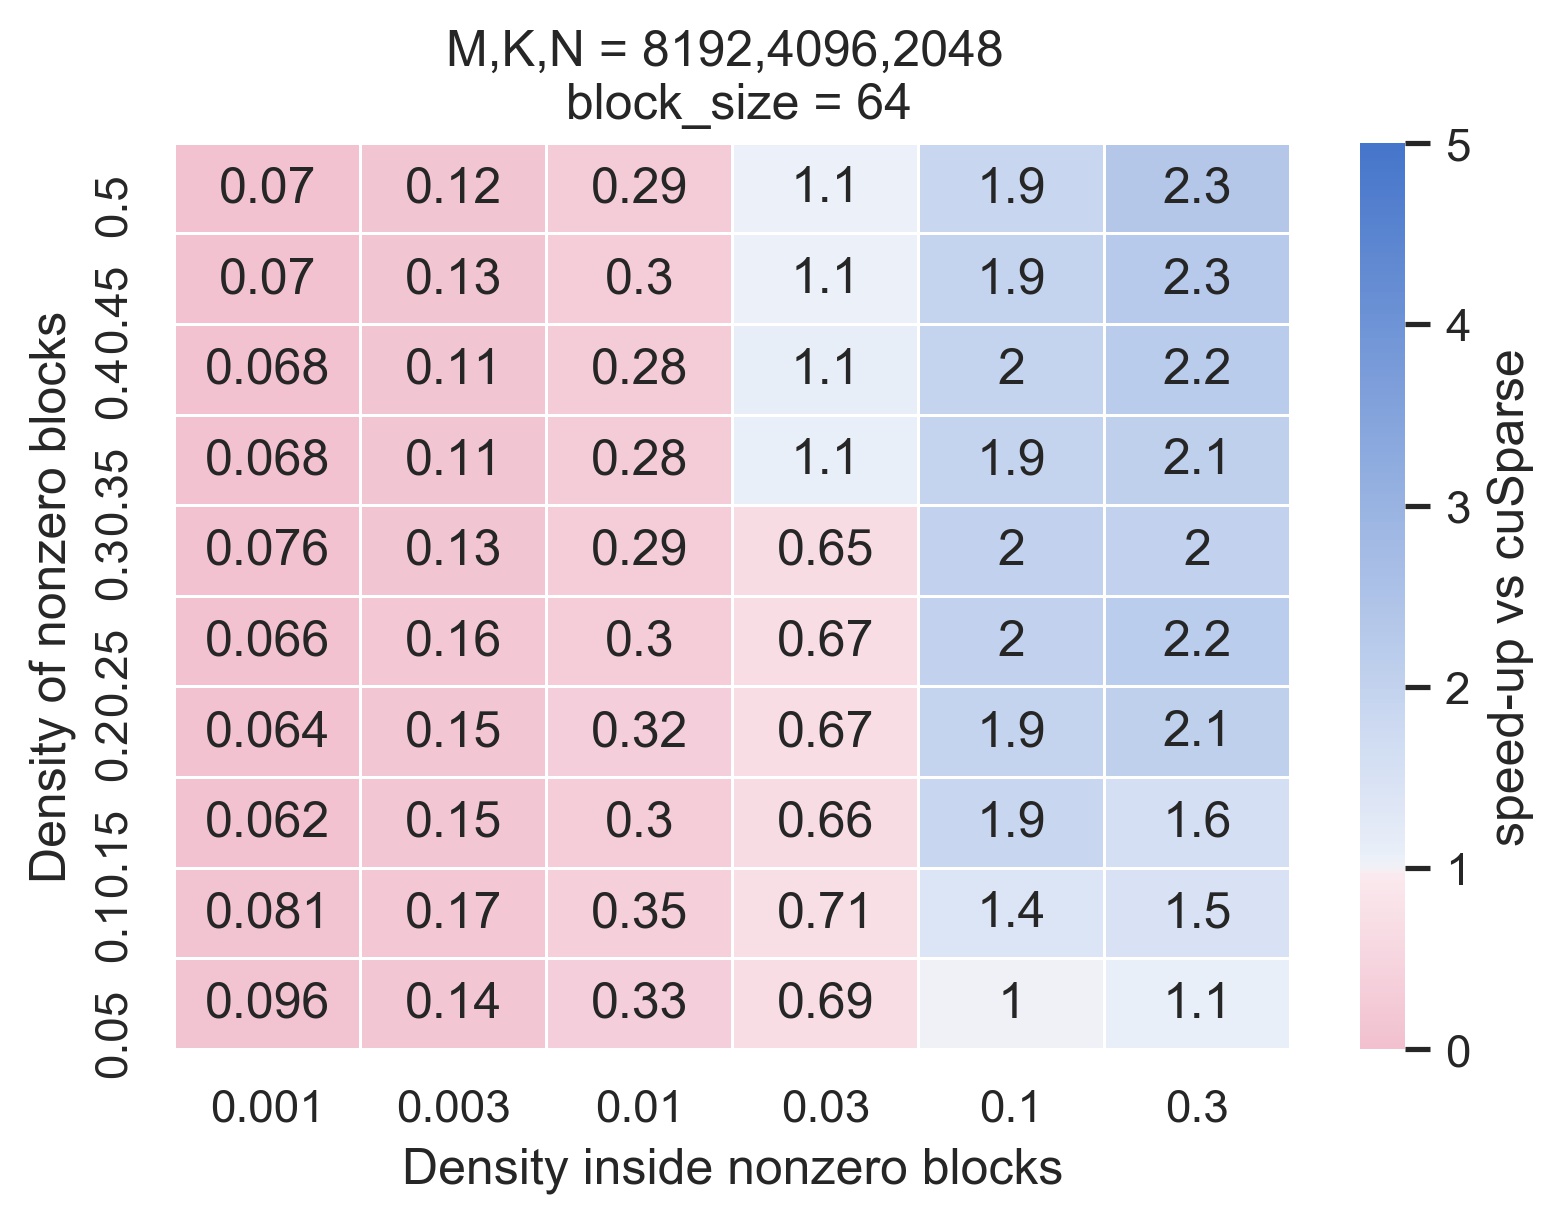 M,K,N = 8192,4096,2048
block_size = 64
Density of nonzero blocks
0.5 0.07 0.12 0.29 1.1 1.9 2.3
0.45 0.07 0.13 0.3 1.1 1.9 2.3
0.4 0.068 0.11 0.28 1.1 2 2.2
0.35 0.068 0.11 0.28 1.1 1.9 2.1
0.3 0.076 0.13 0.29 0.65 2 2
0.25 0.066 0.16 0.3 0.67 2 2.2
0.2 0.064 0.15 0.32 0.67 1.9 2.1
0.15 0.062 0.15 0.3 0.66 1.9 1.6
0.1 0.081 0.17 0.35 0.71 1.4 1.5
0.05 0.096 0.14 0.33 0.69 1 1.1
0.001 0.003 0.01 0.03 0.1 0.3
Density inside nonzero blocks
5
4
3
2
1
0
speed-up vs cuSparse